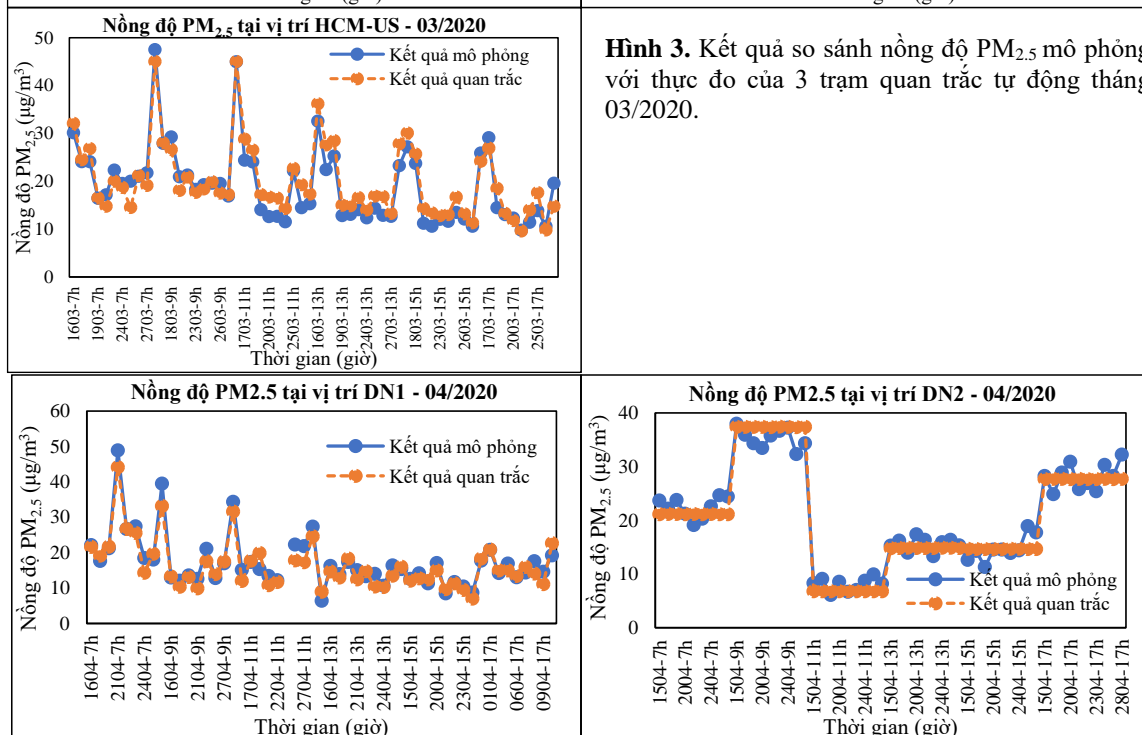 Nồng độ PM2.5 tại vị trí HCM-US - 03/2020
Kết quả mô phỏng
Kết quả quan trắc
Nồng độ PM2.5 (µg/m3)
50
40
30
20
10
0
1603-7h
1903-7h
2403-7h
2703-7h
1803-9h
2303-9h
2603-9h
1703-11h
2003-11h
2503-11h
1603-13h
1903-13h
2403-13h
2703-13h
1803-15h
2303-15h
2603-15h
1703-17h
2003-17h
2503-17h
Thời gian (giờ)
Hình 3. Kết quả so sánh nồng độ PM2.5 mô phỏng
với thực đo của 3 trạm quan trắc tự động tháng
03/2020.
Nồng độ PM2.5 tại vị trí DN1 - 04/2020
Kết quả mô phỏng
Kết quả quan trắc
Nồng độ PM2.5 (µg/m3)
60
50
40
30
20
10
0
1604-7h
2104-7h
2404-7h
1604-9h
2104-9h
2704-9h
1704-11h
2204-11h
2704-11h
1604-13h
2104-13h
2404-13h
1504-15h
2004-15h
2304-15h
0104-17h
0604-17h
0904-17h
Thời gian (giờ)
Nồng độ PM2.5 tại vị trí DN2 - 04/2020
Nồng độ PM2.5 (µg/m3)
40
30
20
10
0
Kết quả mô phỏng
Kết quả quan trắc
1504-7h
2004-7h
2404-7h
1504-9h
2004-9h
2404-9h
1504-11h
2004-11h
2404-11h
1504-13h
2004-13h
2404-13h
1504-15h
2004-15h
2404-15h
1504-17h
2004-17h
2304-17h
2804-17h
Thời gian (giờ)